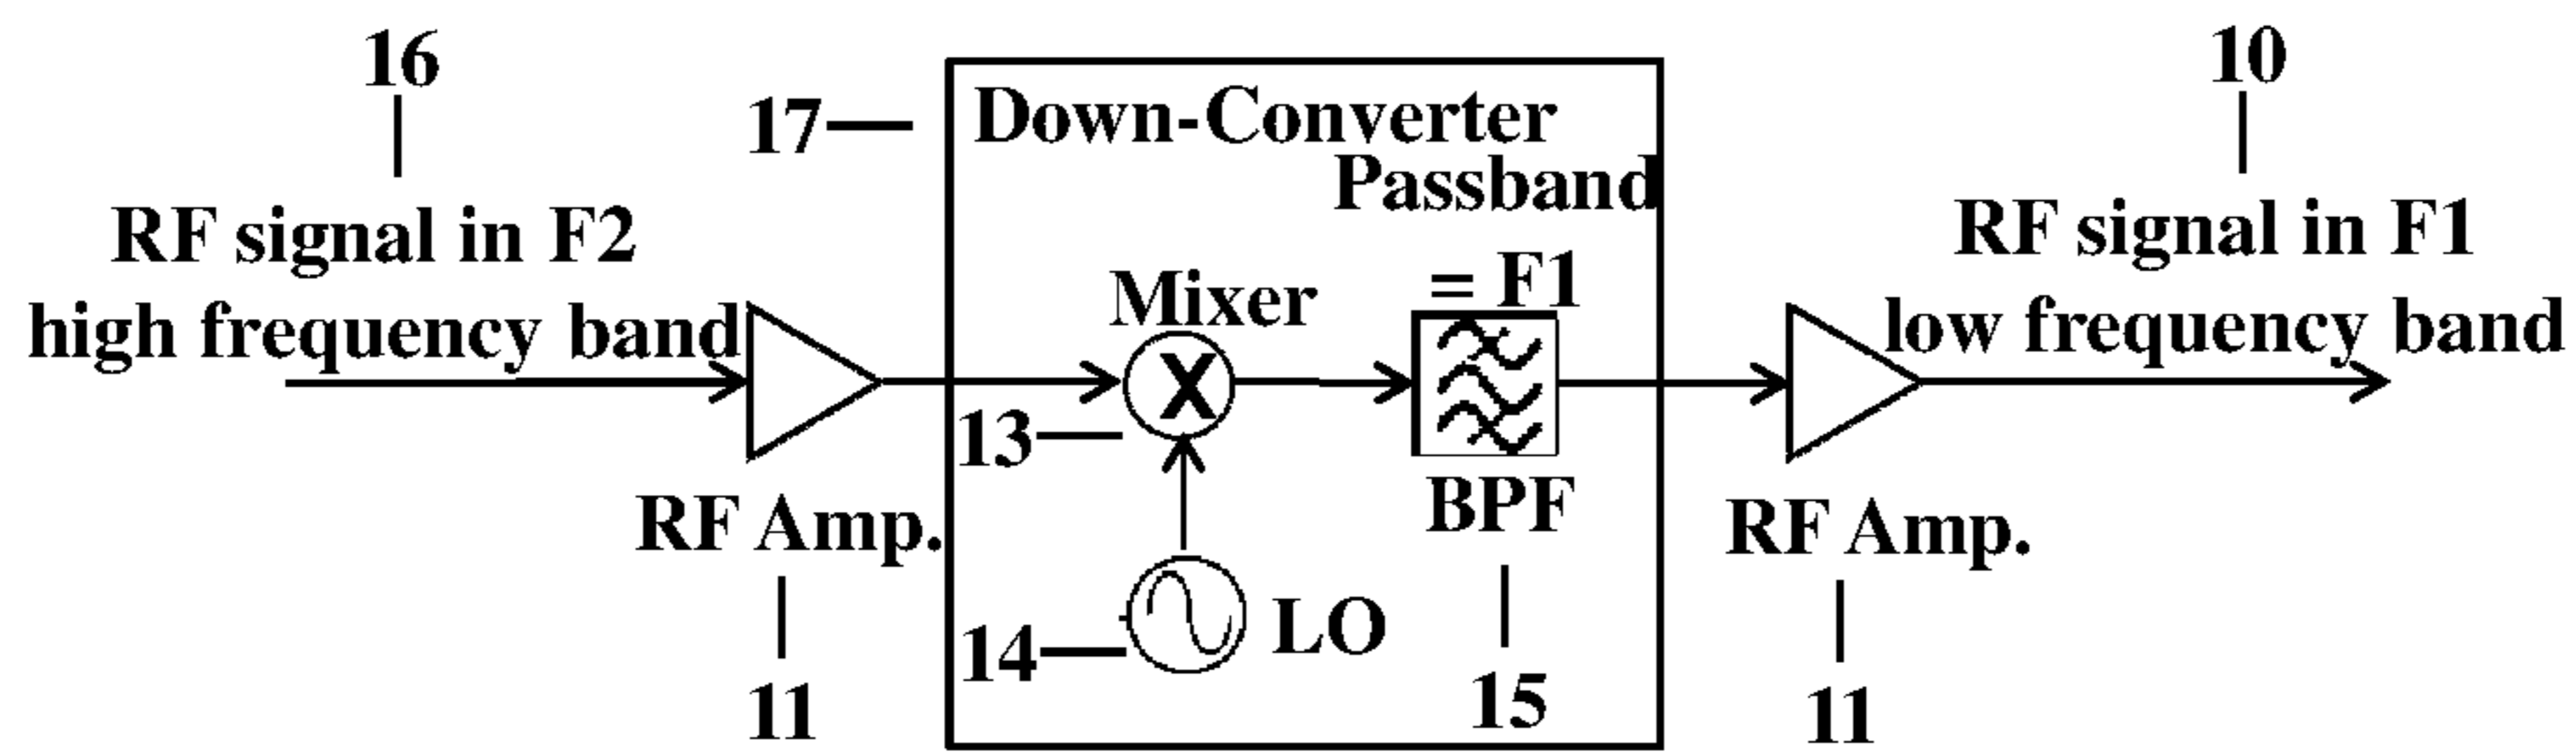 16
10
17
Down-Converter
Passband
RF signal in F2
high frequency band
RF signal in F1
low frequency band
Mixer
= F1
X
13
BPF
RF Amp.
RF Amp.
14
LO
11
15
11